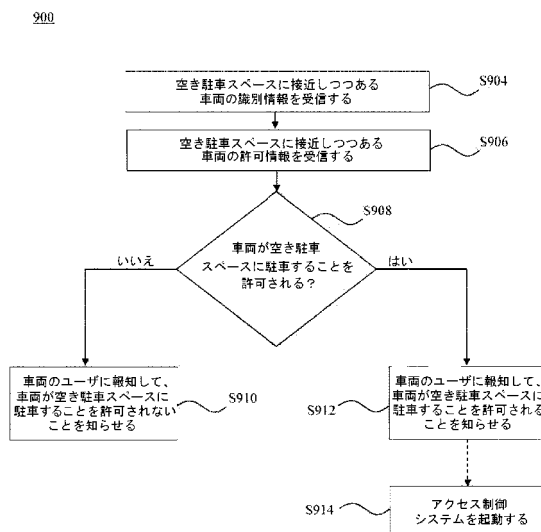 900
空き駐車スペースに接近しつつある
車両の識別情報を受信する
S904
空き駐車スペースに接近しつつある
車両の許可情報を受信する
S906
S908
車両が空き駐車
スペースに駐車することを
許可される?
いいえ
はい
車両のユーザに報知して、
車両が空き駐車スペースに
駐車することを許可されない
ことを知らせる
S910
車両のユーザに報知して、
車両が空き駐車スペースに
駐車することを許可される
ことを知らせる
S912
アクセス制御
システムを起動する
S914